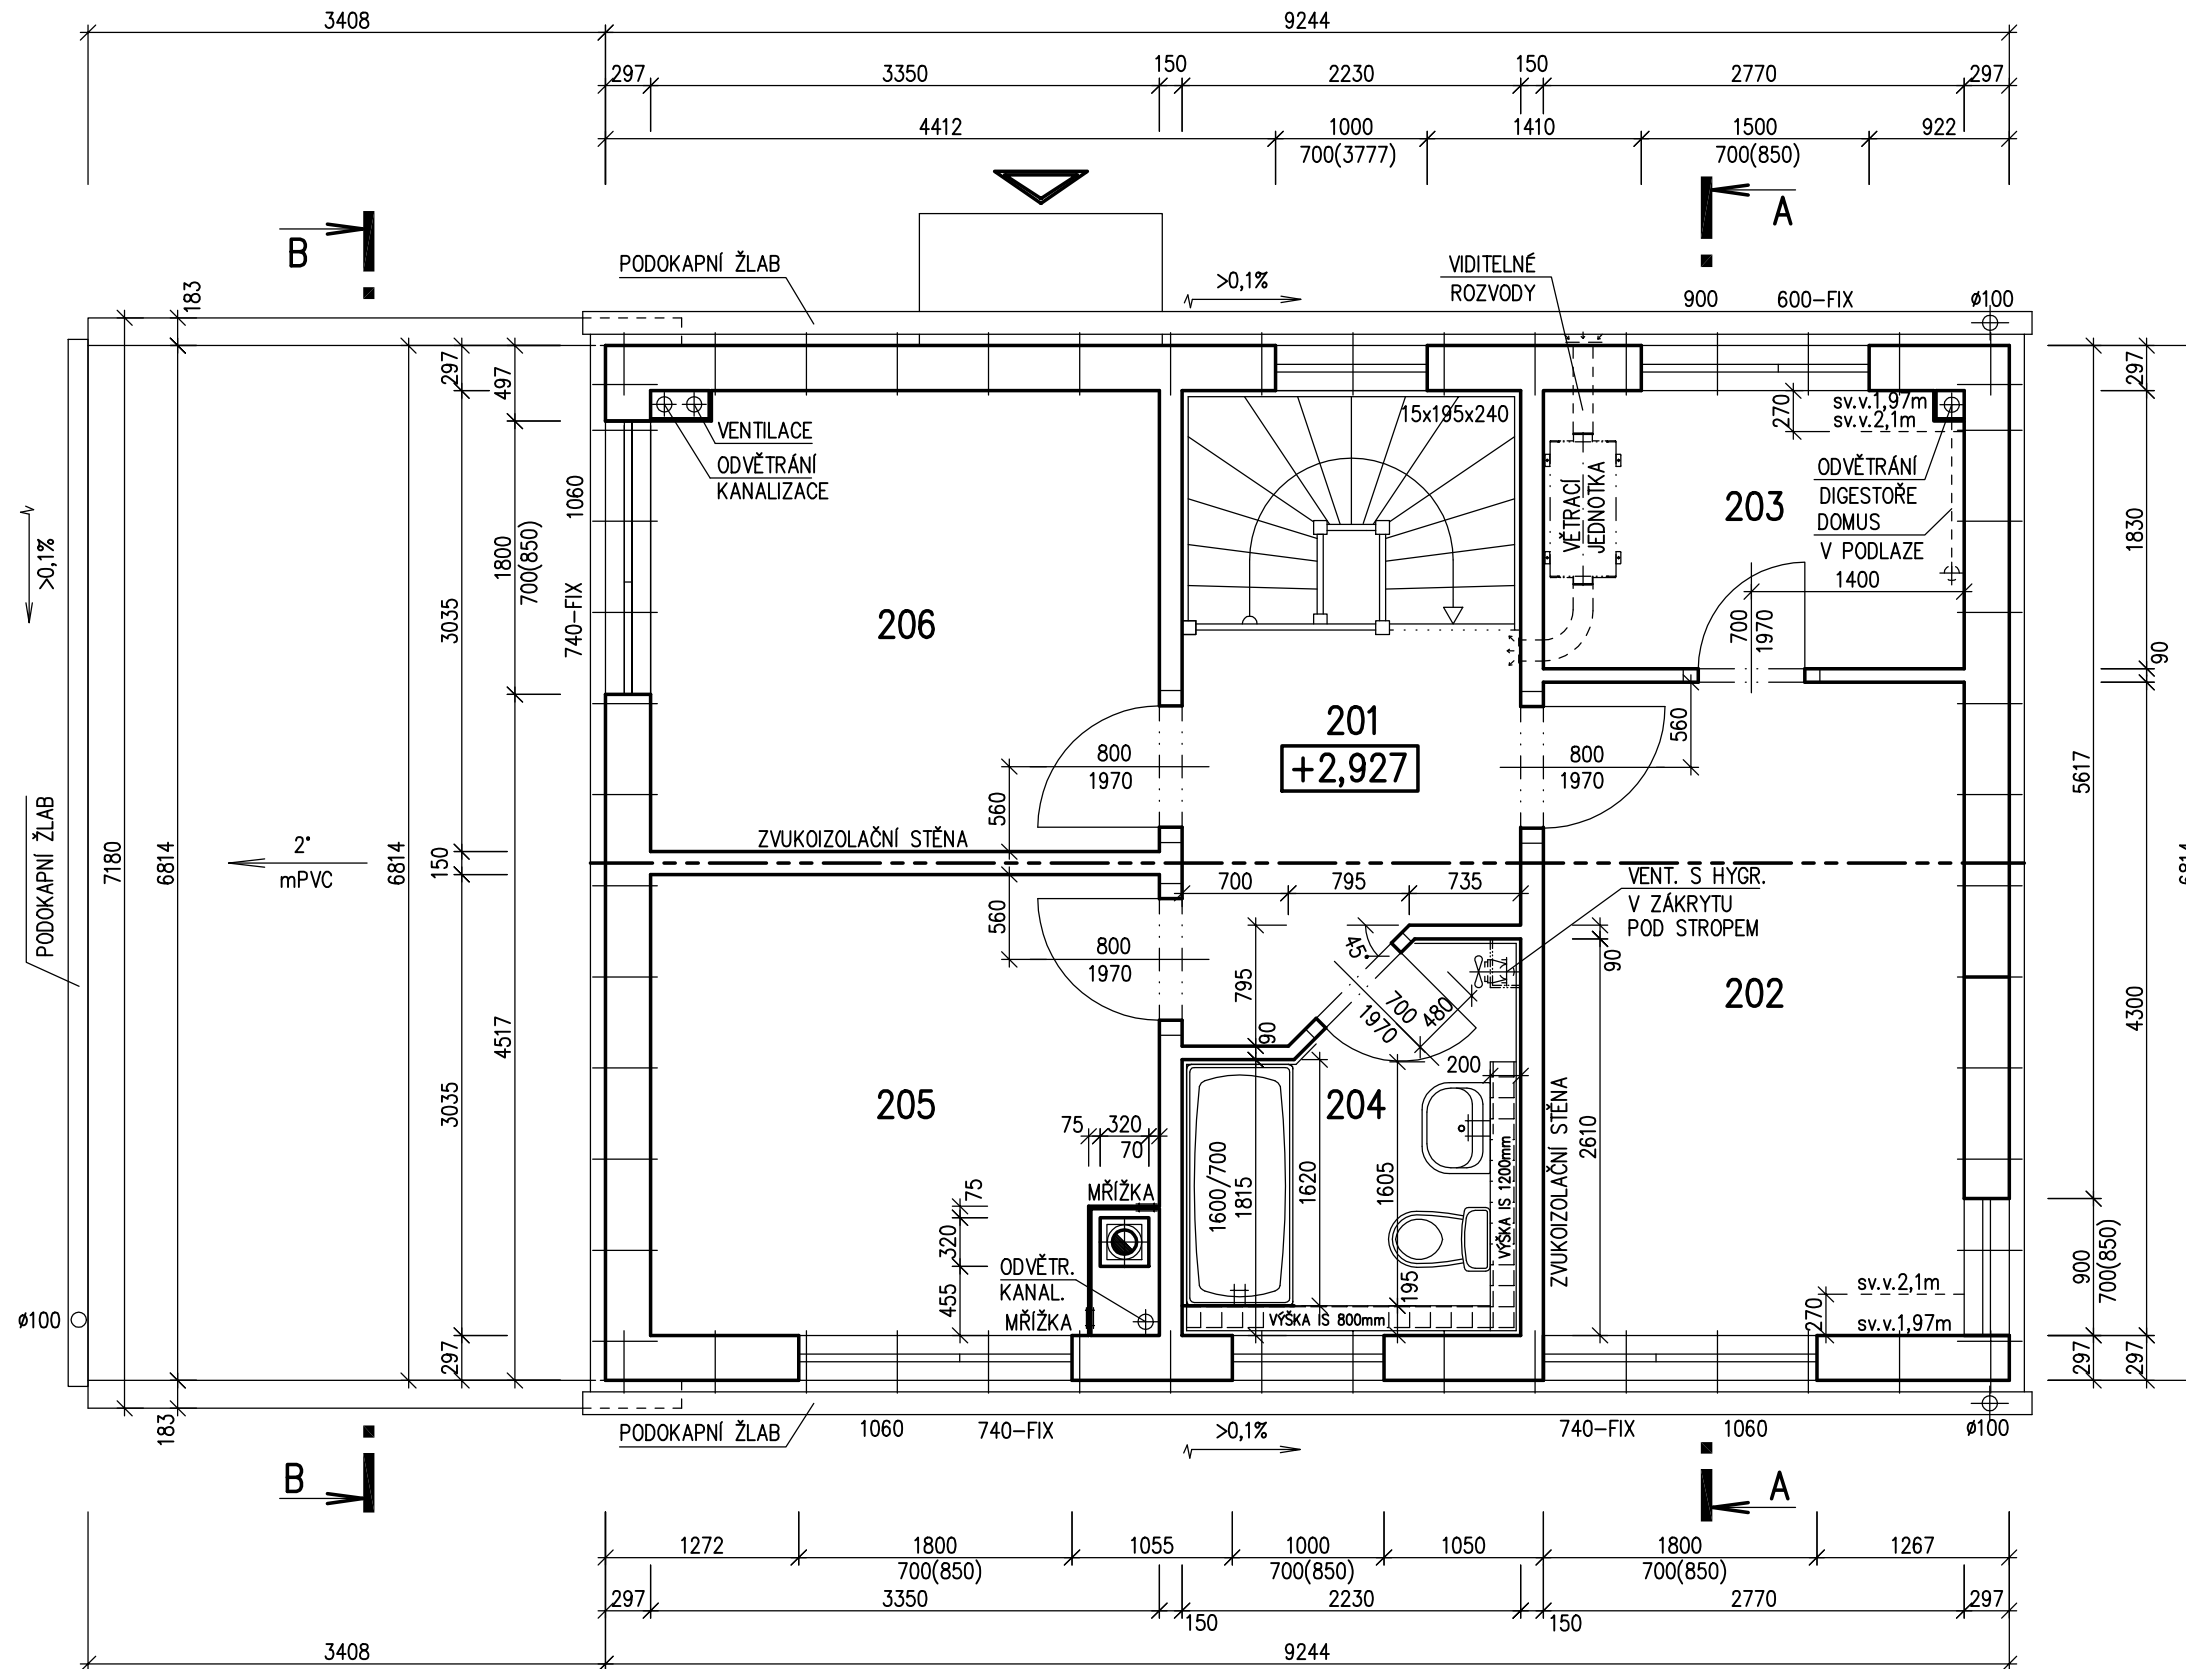 3408
9244
297
3350
150
2230
150
2770
297
4412
1000
700(3777)
1410
1500
700(850)
922
B
A
PODOKAPNÍ ŽLAB
>0,1%
VIDITELNÉ
ROZVODY
900
600-FIX
ø100
183
297
497
297
VENTILACE
ODVĚTRÁNÍ
KANALIZACE
15x195x240
270
sv.v.1,97m
sv.v.2,1m
ODVĚTRÁNÍ
DIGESTOŘE
DOMUS
V PODLAZE
VĚTRACÍ
JEDNOTKA
203
1400
1830
1060
1800
700(850)
740-FIX
>0,1%
206
3035
700
1970
90
560
201
+2,927
800
1970
800
1970
560
5617
PODOKAPNÍ ŽLAB
7180
6814
2°
mPVC
6814
150
ZVUKOIZOLAČNÍ STĚNA
6814
560
700
795
735
VENT. S HYGR.
V ZÁKRYTU
POD STROPEM
800
1970
45°
90
795
700
1970
480
202
4300
4517
90
200
3035
205
204
75
320
70
1600/700
1815
1620
1605
VÝŠKA IS 1200mm
ZVUKOIZOLAČNÍ STĚNA
2610
75
MŘÍŽKA
320
455
ODVĚTR.
KANAL.
MŘÍŽKA
195
VÝŠKA IS 800mm
900
700(850)
sv.v.2,1m
270
sv.v.1,97m
ø100
297
297
297
183
PODOKAPNÍ ŽLAB
1060
740-FIX
>0,1%
740-FIX
1060
ø100
B
A
1272
1800
700(850)
1055
1000
700(850)
1050
1800
700(850)
1267
297
3350
150
2230
150
2770
297
3408
9244